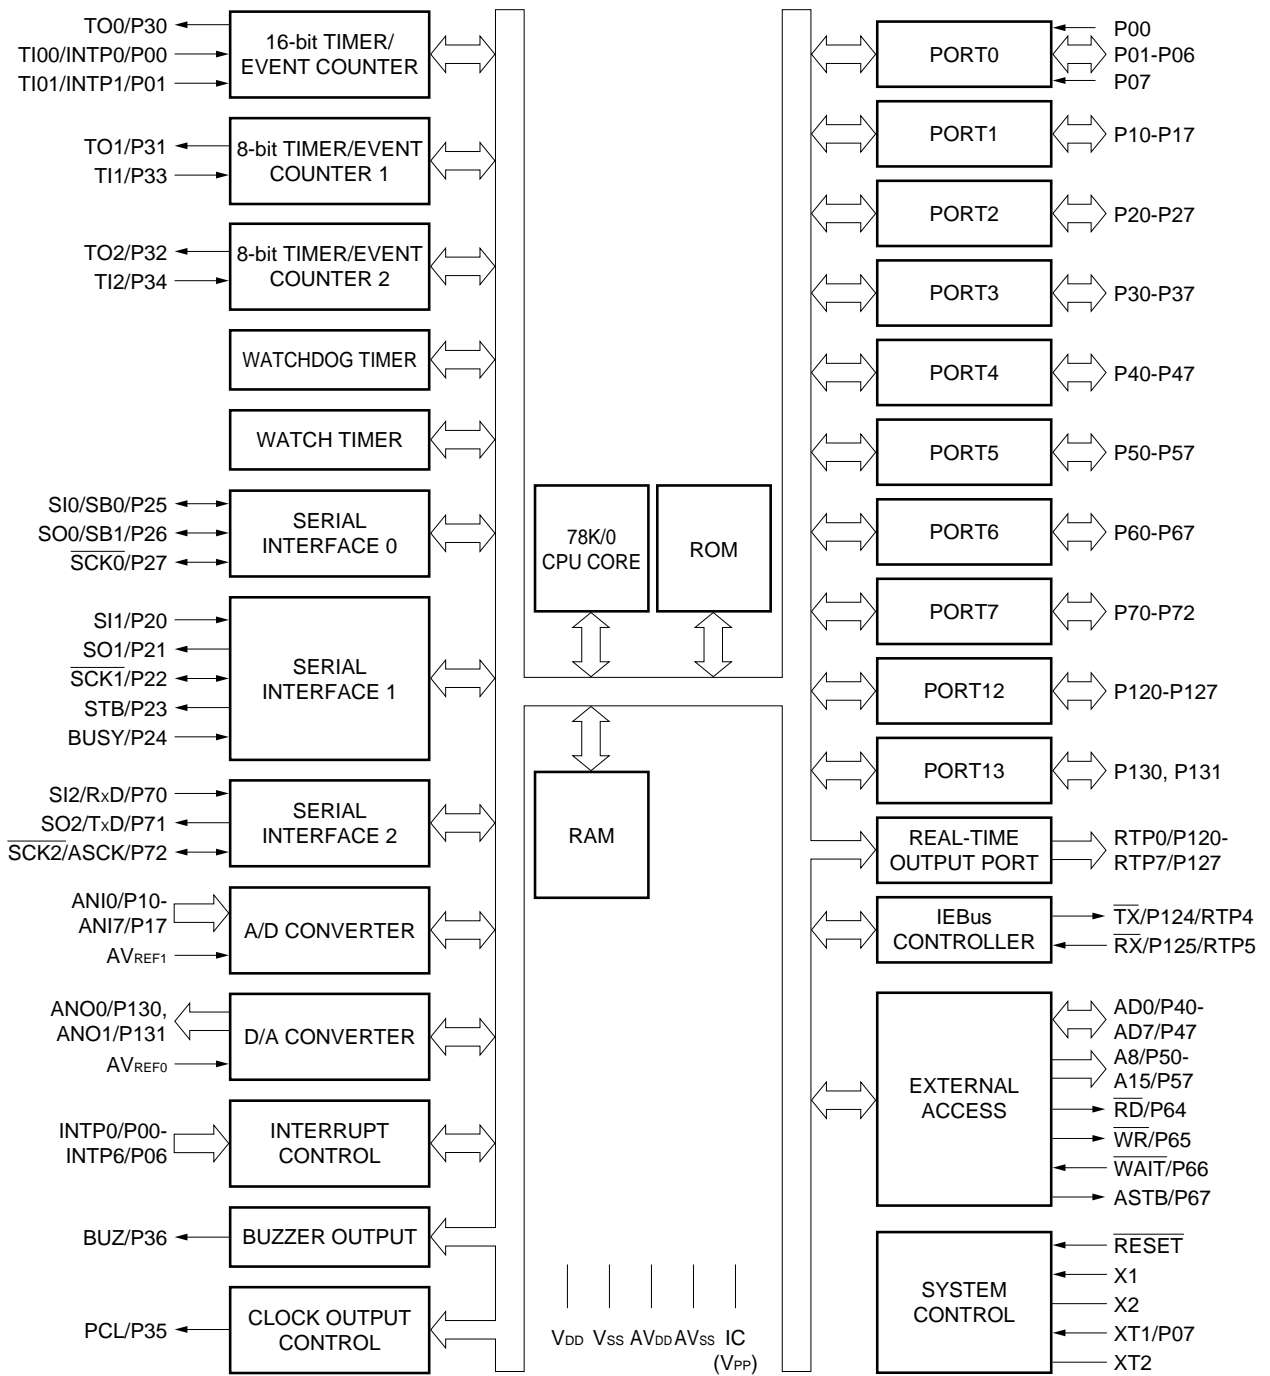 TO0/P30
TI00/INTP0/P00
TI01/INTP1/P01
16-bit TIMER/
EVENT COUNTER
TO1/P31
TI1/P33
8-bit TIMER/EVENT
COUNTER 1
TO2/P32
TI2/P34
8-bit TIMER/EVENT
COUNTER 2
WATCHDOG TIMER
WATCH TIMER
SI0/SB0/P25
SO0/SB1/P26
SCK0/P27
SERIAL
INTERFACE 0
SI1/P20
SO1/P21
SCK1/P22
STB/P23
BUSY/P24
SERIAL
INTERFACE 1
SI2/RxD/P70
SO2/TxD/P71
SCK2/ASCK/P72
SERIAL
INTERFACE 2
ANI0/P10-
ANI7/P17
AVREF1
A/D CONVERTER
ANO0/P130,
ANO1/P131
AVREF0
D/A CONVERTER
INTP0/P00-
INTP6/P06
INTERRUPT
CONTROL
BUZ/P36
BUZZER OUTPUT
PCL/P35
CLOCK OUTPUT
CONTROL
78K/0
CPU CORE
ROM
RAM
VDD VSS AVDD AVSS IC
(VPP)
PORT0
P00
P01-P06
P07
PORT1
P10-P17
PORT2
P20-P27
PORT3
P30-P37
PORT4
P40-P47
PORT5
P50-P57
PORT6
P60-P67
PORT7
P70-P72
PORT12
P120-P127
PORT13
P130, P131
REAL-TIME
OUTPUT PORT
RTP0/P120-
RTP7/P127
IEBus
CONTROLLER
TX/P124/RTP4
RX/P125/RTP5
EXTERNAL
ACCESS
AD0/P40-
AD7/P47
A8/P50-
A15/P57
RD/P64
WR/P65
WAIT/P66
ASTB/P67
SYSTEM
CONTROL
RESET
X1
X2
XT1/P07
XT2